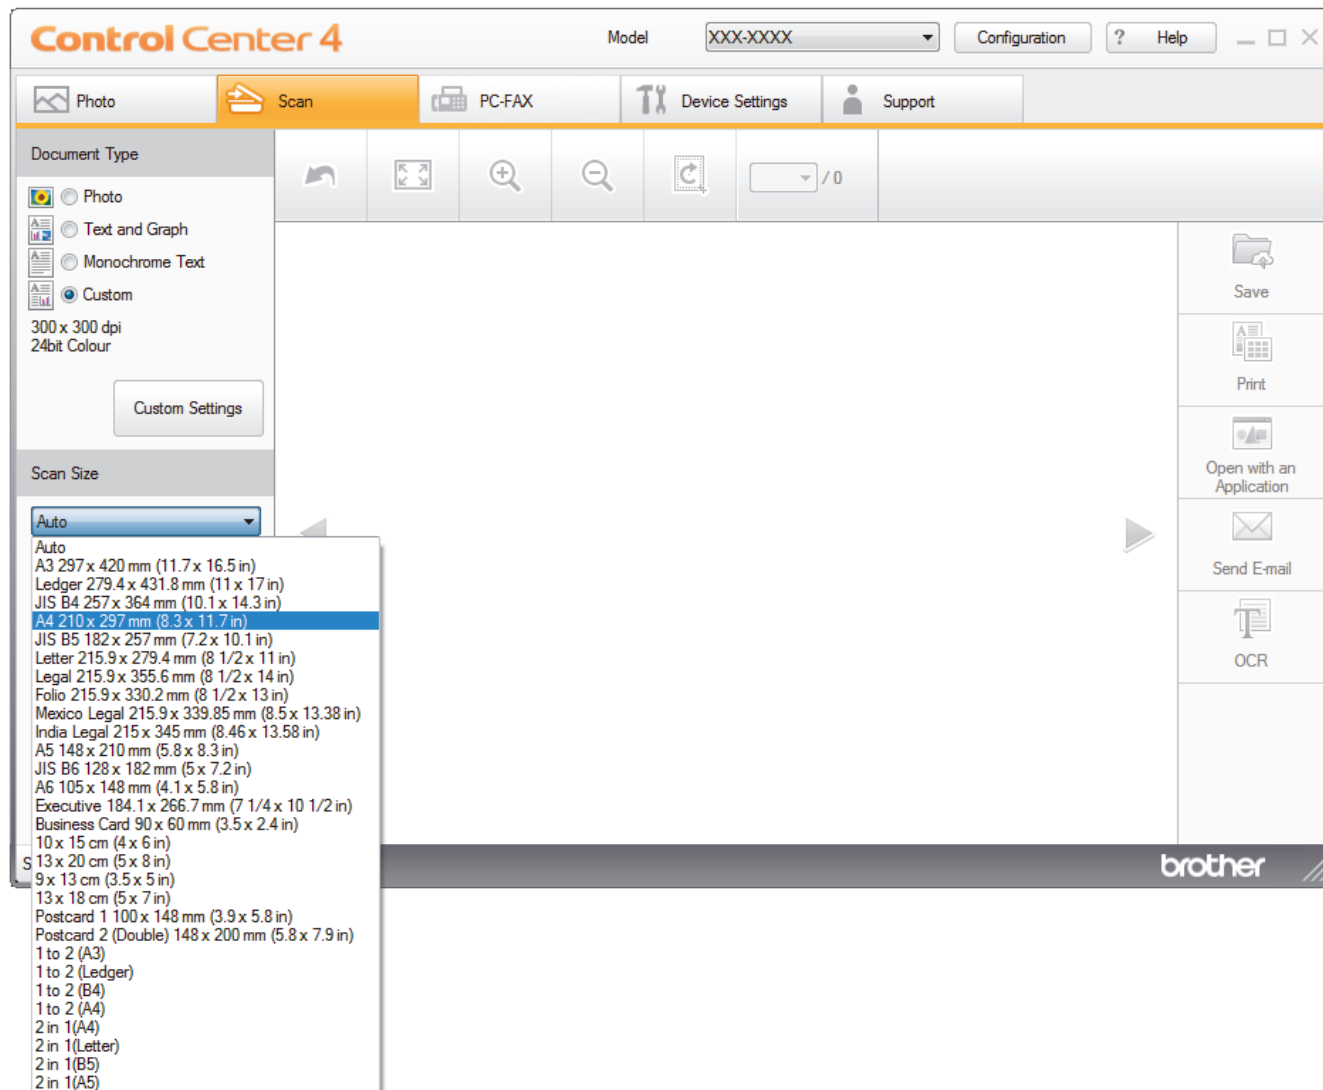 Control Center 4
Model
XXX-XXXX
Configuration
? Help
Photo
Scan
PC-FAX
Device Settings
Support
Document Type
/ 0
Photo
Text and Graph
Monochrome Text
Custom
300 x 300 dpi
24bit Colour
Custom Settings
Scan Size
Auto
Auto
A3 297 x 420 mm (11.7 x 16.5 in)
Ledger 279.4 x 431.8 mm (11 x 17 in)
JIS B4 257 x 364 mm (10.1 x 14.3 in)
A4 210 x 297 mm (8.3 x 11.7 in)
JIS B5 182 x 257 mm (7.2 x 10.1 in)
Letter 215.9 x 279.4 mm (8 1/2 x 11 in)
Legal 215.9 x 355.6 mm (8 1/2 x 14 in)
Folio 215.9 x 330.2 mm (8 1/2 x 13 in)
Mexico Legal 215.9 x 339.85 mm (8.5 x 13.38 in)
India Legal 215 x 345 mm (8.46 x 13.58 in)
A5 148 x 210 mm (5.8 x 8.3 in)
JIS B6 128 x 182 mm (5 x 7.2 in)
A6 105 x 148 mm (4.1 x 5.8 in)
Executive 184.1 x 266.7 mm (7 1/4 x 10 1/2 in)
Business Card 90 x 60 mm (3.5 x 2.4 in)
10 x 15 cm (4 x 6 in)
13 x 20 cm (5 x 8 in)
9 x 13 cm (3.5 x 5 in)
13 x 18 cm (5 x 7 in)
Postcard 1 100 x 148 mm (3.9 x 5.8 in)
Postcard 2 (Double) 148 x 200 mm (5.8 x 7.9 in)
1 to 2 (A3)
1 to 2 (Ledger)
1 to 2 (B4)
1 to 2 (A4)
2 in 1(A4)
2 in 1(Letter)
2 in 1(B5)
2 in 1(A5)
Save
Print
Open with an
Application
Send E-mail
OCR
brother